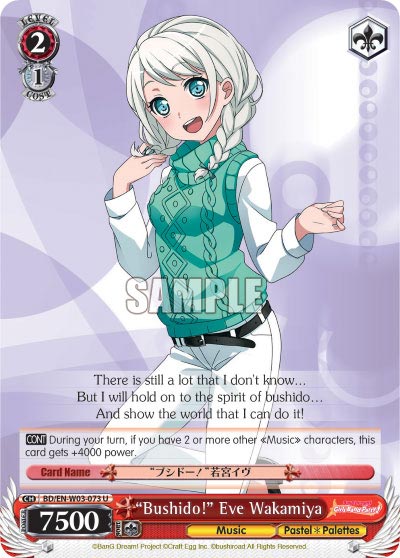 LEVEL
2
1
COST
SAMPLE
There is still a lot that I don't know...
But I will hold on to the spirit of bushido...
And show the world that I can do it!
CONT During your turn, if you have 2 or more other «Music» characters, this
card gets +4000 power.
Card Name "ブシドー！"若宮イヴ
CH BD/EN-W03-073 U
POWER 7500 SOUL "Bushido!" Eve Wakamiya
Music Pastel＊Palettes
©BanG Dream! Project ©Craft Egg Inc. ©bushiroad All Rights Reserved.